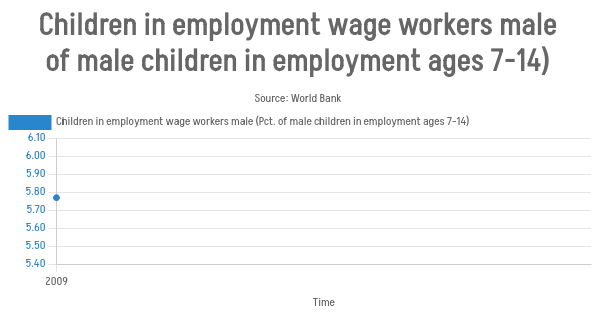 Children in employment wage workers male
of male children in employment ages 7-14)
Source: World Bank
Children in employment wage workers male (Pct. of male children in employment ages 7-14)
6.10
6.00
5.90
5.80
5.70
5.60
5.50
5.40
2009
Time